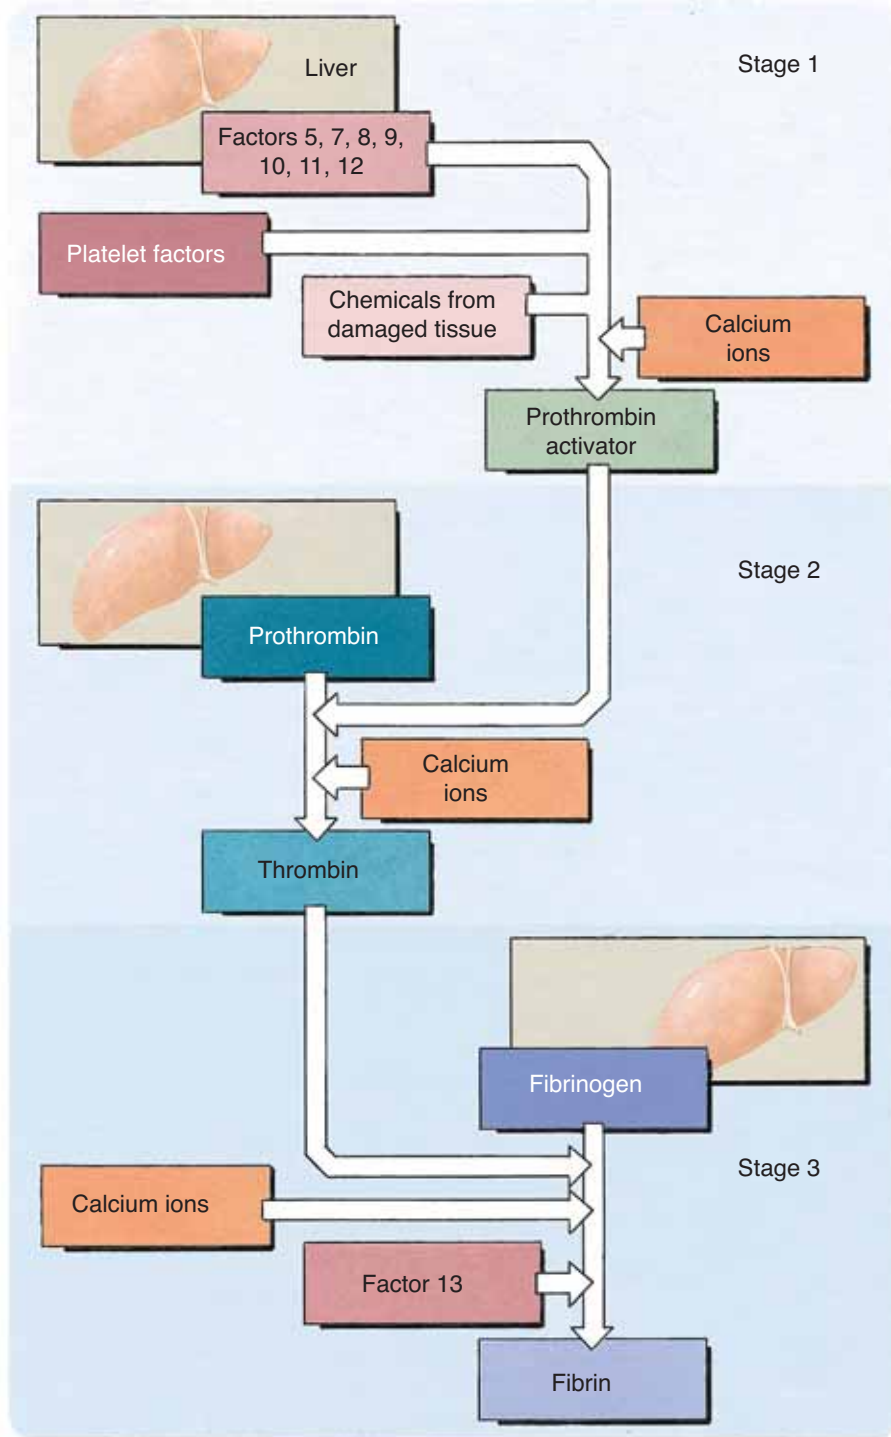 Stage 1
Liver
Factors 5, 7, 8, 9,
10, 11, 12
Platelet factors
Chemicals from
damaged tissue
Calcium
ions
Prothrombin
activator
Stage 2
Prothrombin
Calcium
ions
Thrombin
Fibrinogen
Stage 3
Calcium ions
Factor 13
Fibrin